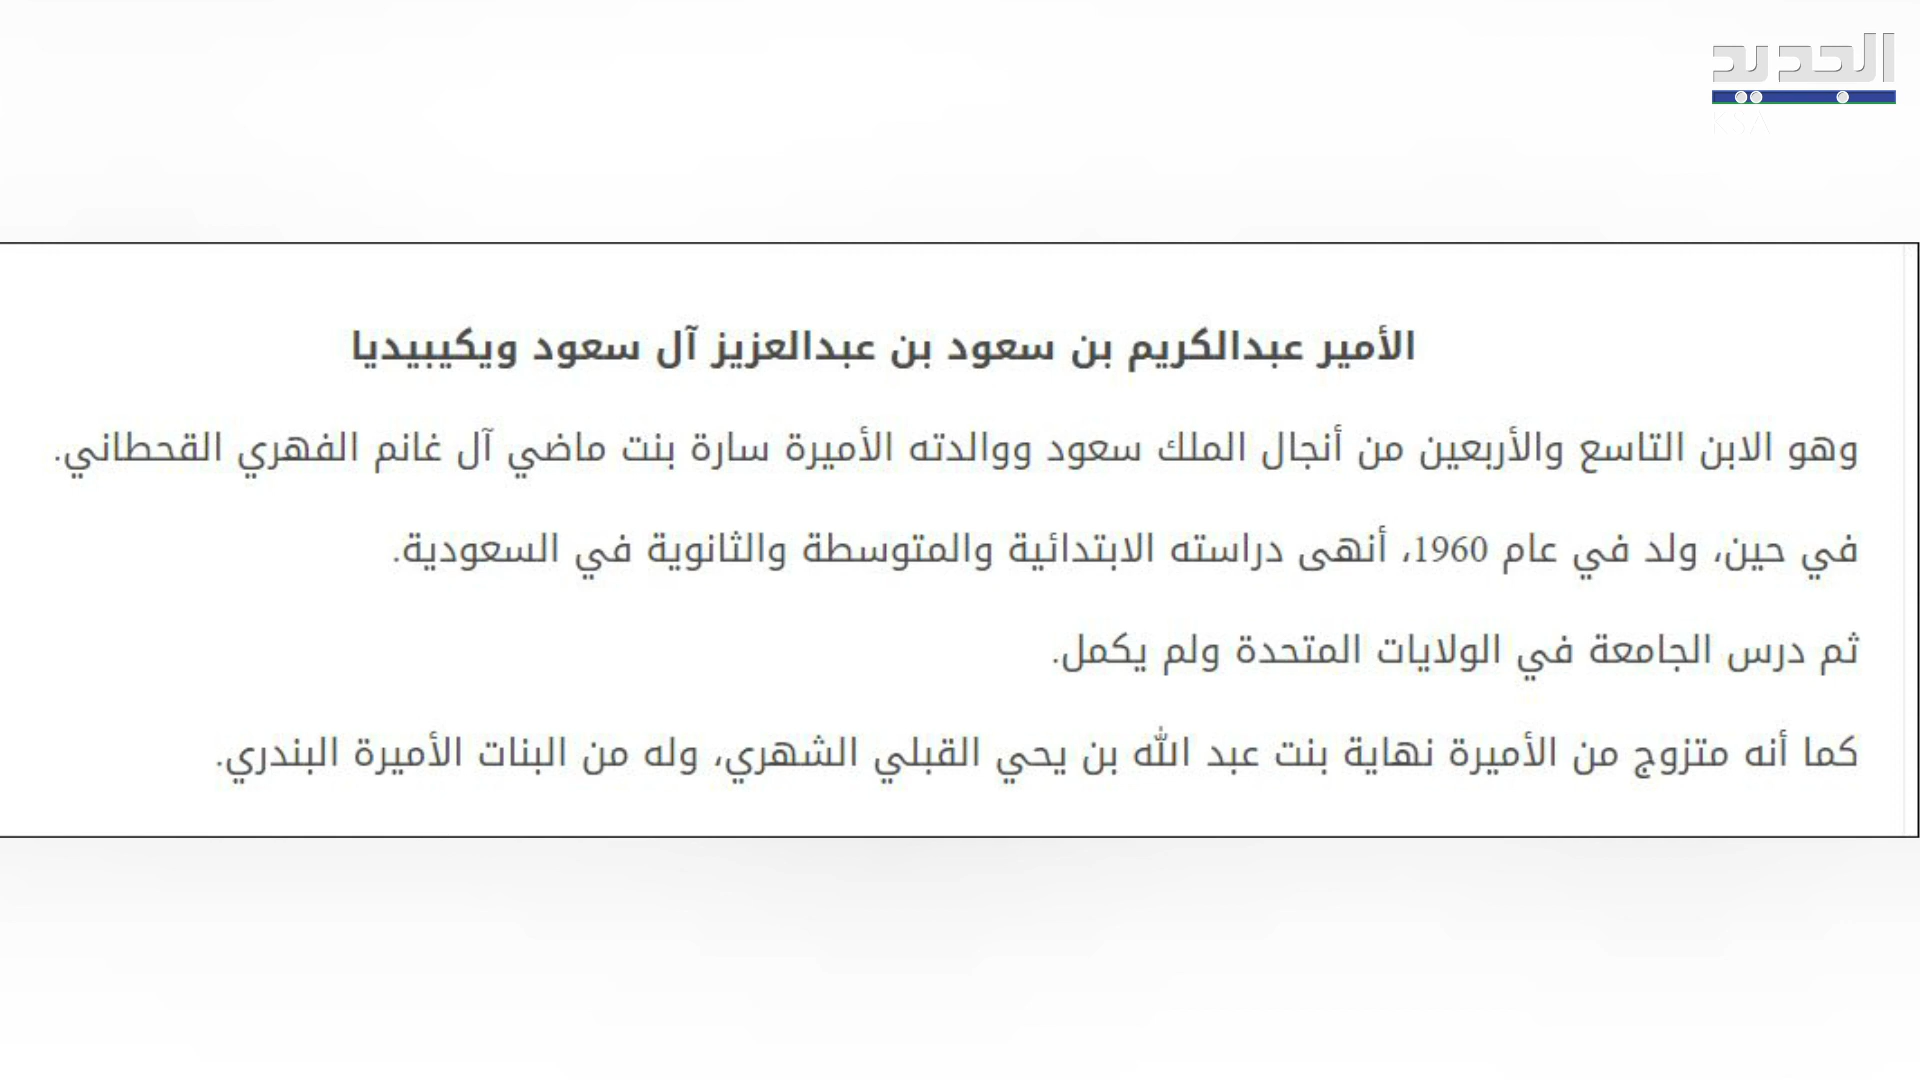 الجديد
KSA
الأمير عبدالكريم بن سعود بن عبدالعزيز آل سعود ويكيبيديا
وهو الابن التاسع والأربعين من أنجال الملك سعود ووالدته الأميرة سارة بنت ماضي آل غانم الفهري القحطاني.
في حين، ولد في عام 1960، أنهى دراسته الابتدائية والمتوسطة والثانوية في السعودية.
ثم درس الجامعة في الولايات المتحدة ولم يكمل.
كما أنه متزوج من الأميرة نهاية بنت عبد الله بن يحي القبلي الشهري، وله من البنات الأميرة البندري.